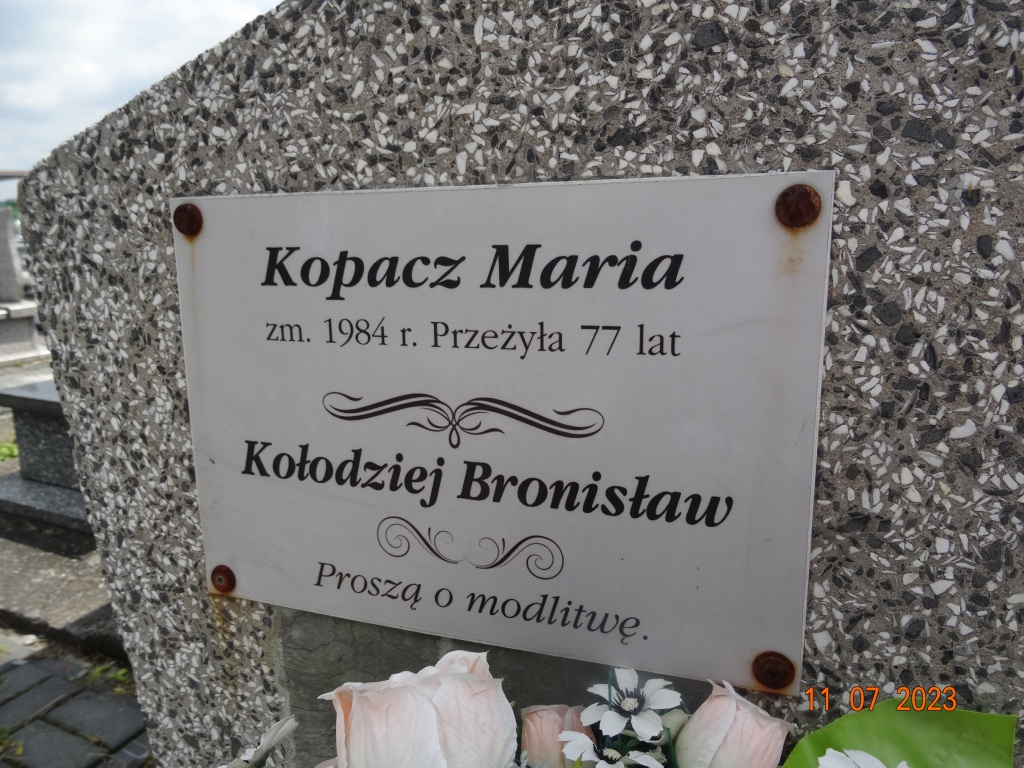 Kopacz Maria
zm. 1984 r. Przeżyła 77 lat
Kołodziej Bronisław
Proszą o modlitwę.
11 07 2023